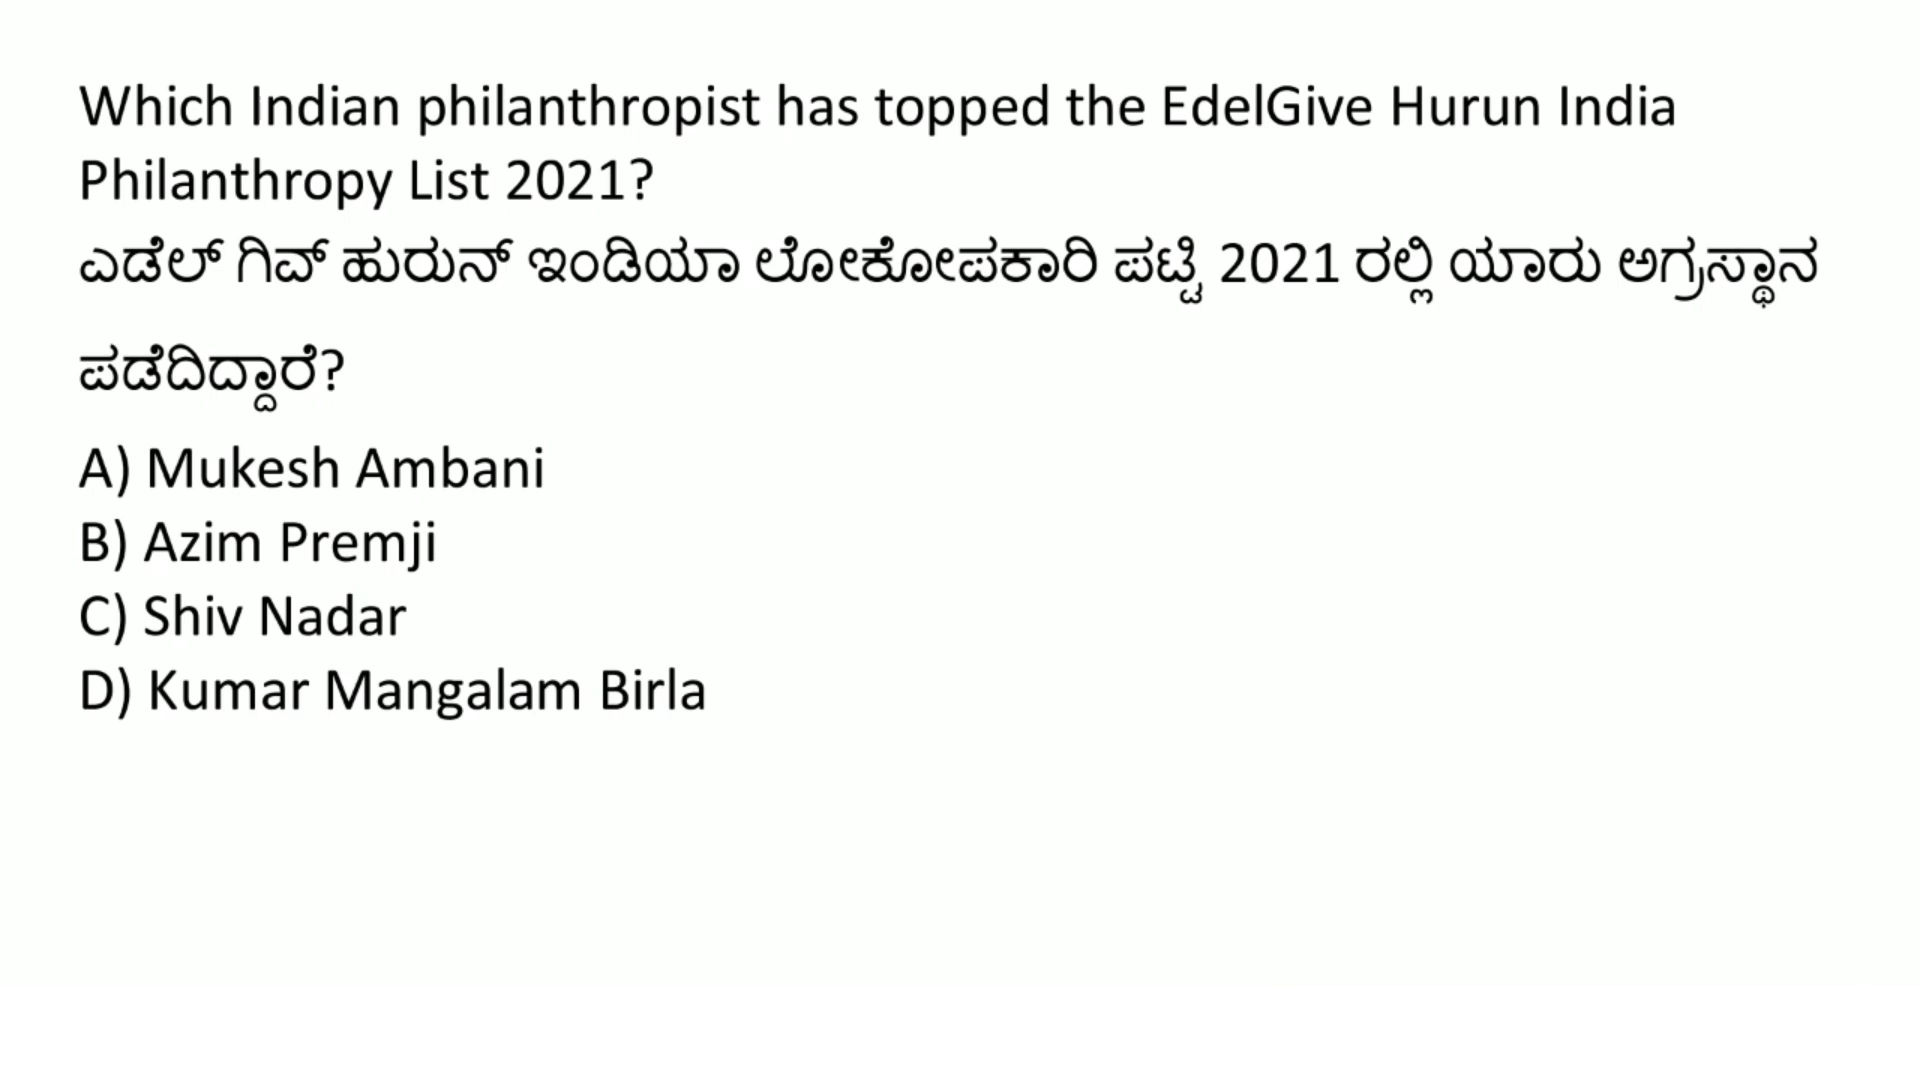 Which Indian philanthropist has topped the EdelGive Hurun India
Philanthropy List 2021?
ಎಡೆಲ್ ಗಿವ್ ಹುರುನ್ ಇಂಡಿಯಾ ಲೋಕೋಪಕಾರಿ ಪಟ್ಟಿ 2021 ರಲ್ಲಿ ಯಾರು ಅಗ್ರಸ್ಥಾನ
ಪಡೆದಿದ್ದಾರೆ?
A) Mukesh Ambani
B) Azim Premji
C) Shiv Nadar
D) Kumar Mangalam Birla